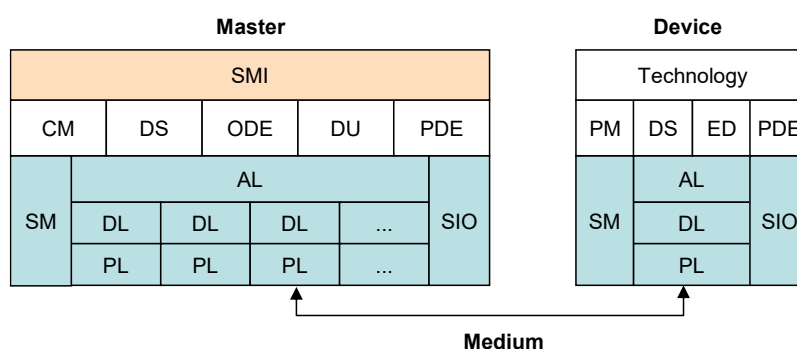 Master Device
SMI Technology
CM DS ODE DU PDE PM DS ED PDE
AL AL
SM DL DL DL ... SIO SM DL SIO
PL PL PL ... PL
Medium